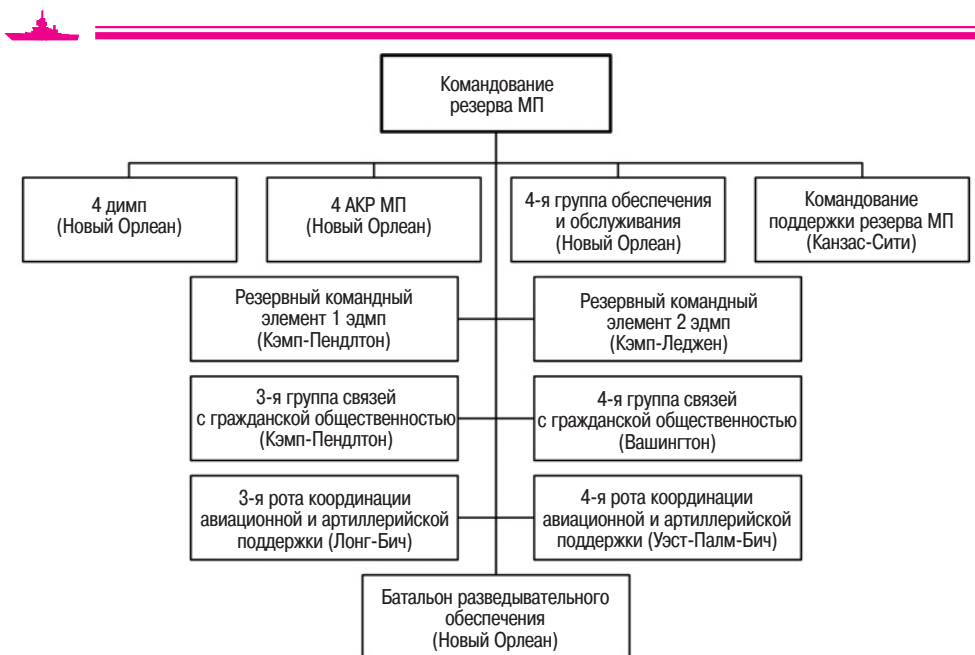 Командование
резерва МП
4 димп
(Новый Орлеан)
4 АКР МП
(Новый Орлеан)
4-я группа обеспечения
и обслуживания
(Новый Орлеан)
Командование
поддержки резерва МП
(Канзас-Сити)
Резервный командный
элемент 1 эдмп
(Кэмп-Пендлтон)
Резервный командный
элемент 2 эдмп
(Кэмп-Леджен)
3-я группа связей
с гражданской общественностью
(Кэмп-Пендлтон)
4-я группа связей
с гражданской общественностью
(Вашингтон)
3-я рота координации
авиационной и артиллерийской
поддержки (Лонг-Бич)
4-я рота координации
авиационной и артиллерийской
поддержки (Уэст-Палм-Бич)
Батальон разведывательного
обеспечения
(Новый Орлеан)